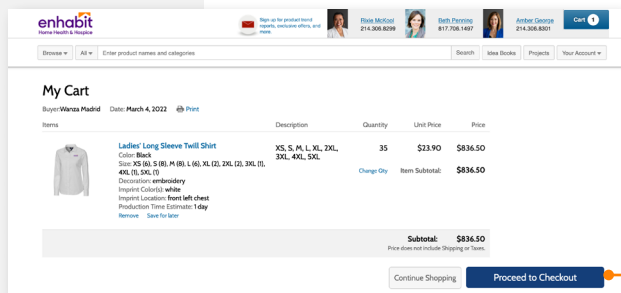 enhabit
Home Health & Hospice
Sign up for product trend
reports, exclusive offers, and
more.
Rixie McKool
214.308.8299
Beth Penning
817.708.1497
Amber George
214.308.8301
Cart 1
Browse
All
Enter product names and categories
Search
Idea Books
Projects
Your Account
My Cart
Buyer:Wanza Madrid Date: March 4, 2022 Print
Items Description Quantity Unit Price Price
Ladies' Long Sleeve Twill Shirt XS, S, M, L, XL, 2XL, 35 $23.90 $836.50
Color: Black 3XL, 4XL, 5XL
Size: XS (6), S (8), M (8), L (6), XL (2), 2XL (2), 3XL (1), Change Qty Item Subtotal: $836.50
4XL (1), 5XL (1)
Decoration: embroidery
Imprint Color(s): white
Imprint Location: front left chest
Production Time Estimate: 1 day
Remove Save for later
Subtotal: $836.50
Price does not include Shipping or Taxes.
Continue Shopping
Proceed to Checkout